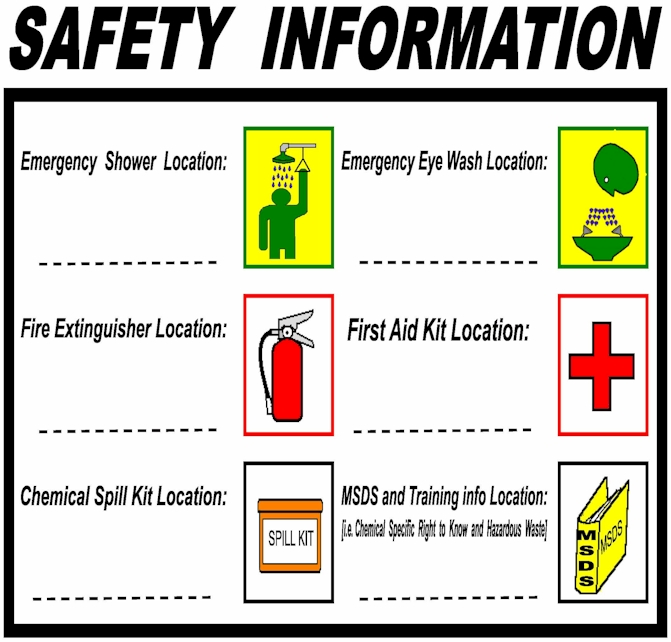 SAFETY INFORMATION
Emergency Shower Location:
Emergency Eye Wash Location:
Fire Extinguisher Location:
First Aid Kit Location:
Chemical Spill Kit Location:
SPILL KIT
MSDS and Training info Location:
[i.e. Chemical Specific Right to Know and Hazardous Waste]
MSDS
MSDS